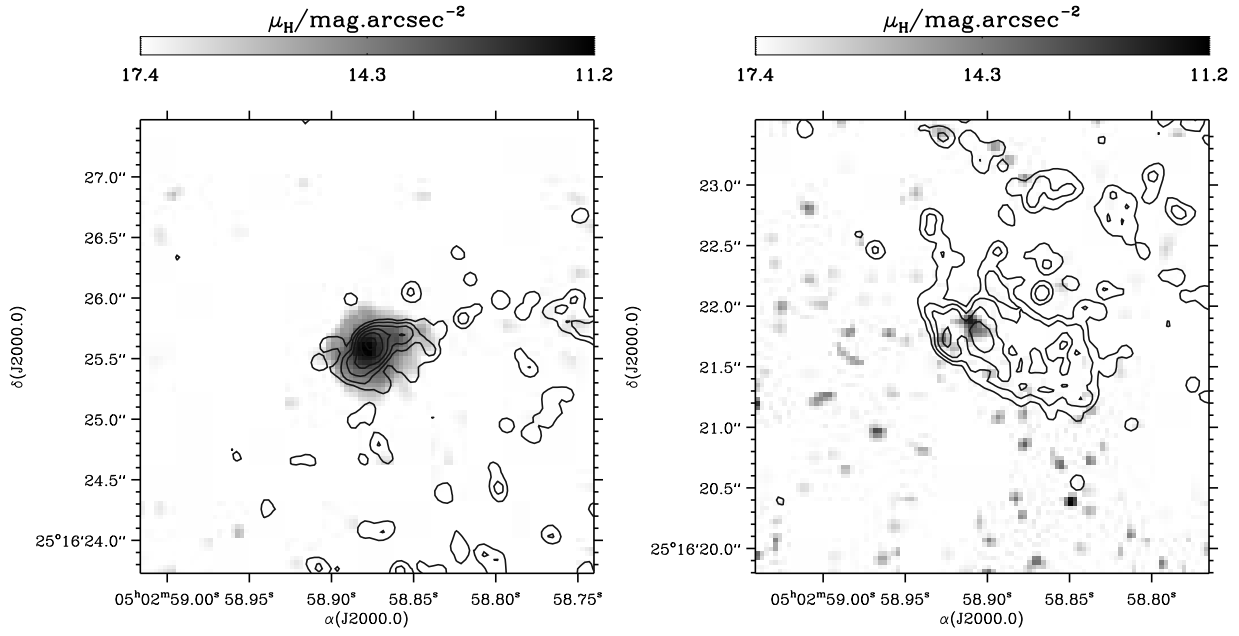 μH/mag.arcsec⁻²
17.4 14.3 11.2
27.0''
26.5''
26.0''
25.5''
25.0''
24.5''
25°16'24.0''
δ(J2000.0)
05ʰ02ᵐ59.00ˢ 58.95ˢ 58.90ˢ 58.85ˢ 58.80ˢ 58.75ˢ
α(J2000.0)
μH/mag.arcsec⁻²
17.4 14.3 11.2
23.0''
22.5''
22.0''
21.5''
21.0''
20.5''
25°16'20.0''
δ(J2000.0)
05ʰ02ᵐ59.00ˢ 58.95ˢ 58.90ˢ 58.85ˢ 58.80ˢ
α(J2000.0)